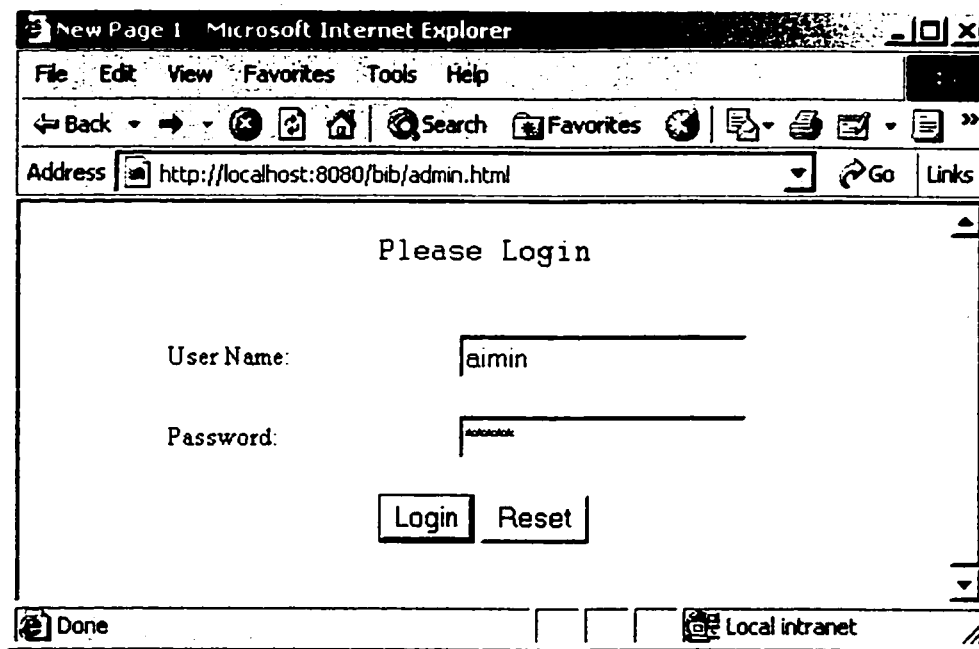 New Page 1 Microsoft Internet Explorer
File Edit View Favorites Tools Help
Back Search Favorites »
Address http://localhost:8080/bib/admin.html Go Links
Please Login
User Name: aimin
Password: ******
Login Reset
Done Local intranet